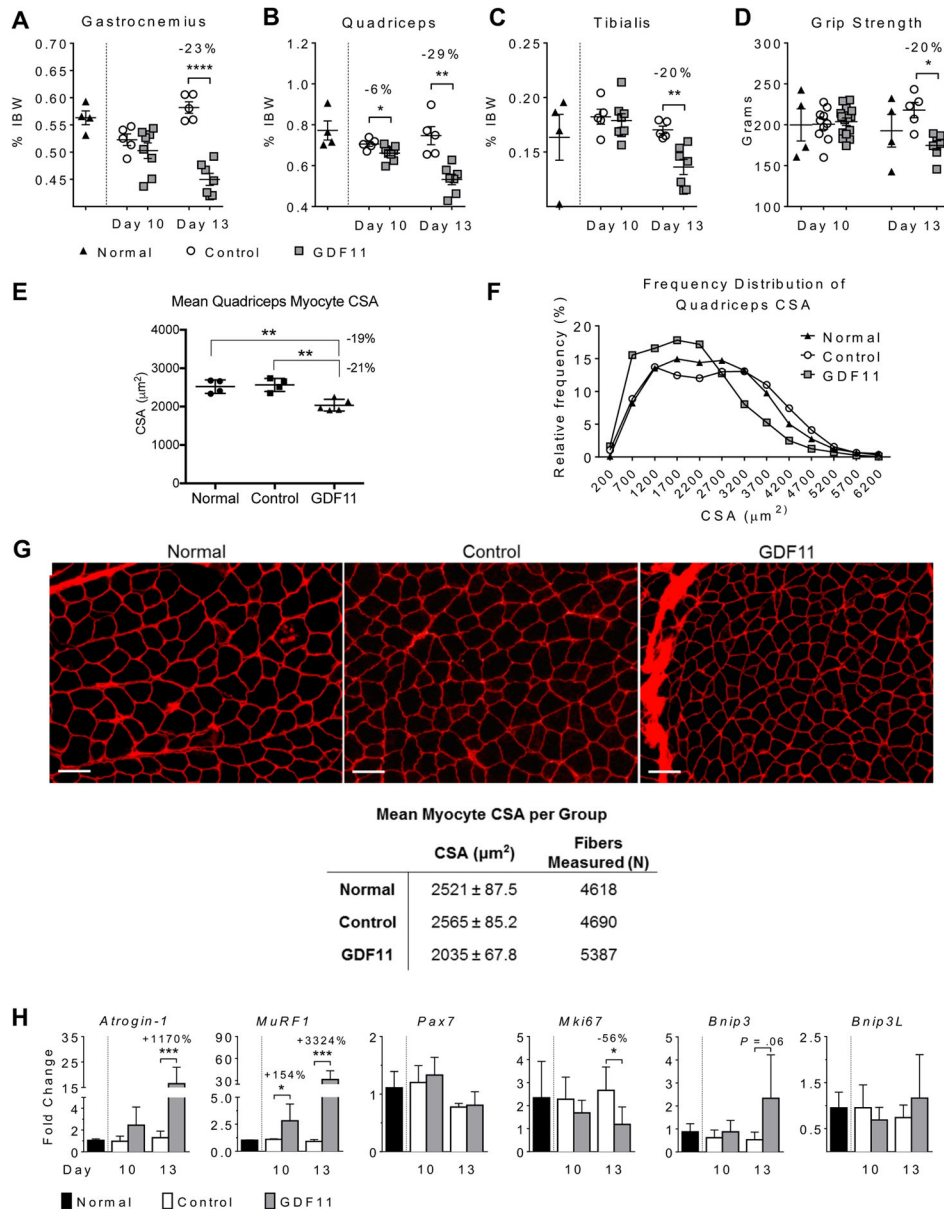 A
Gastrocnemius
-23%
****
% IBW
0.60
0.55
0.50
0.45
Day 10
Day 13
B
Quadriceps
-6%
*
-29%
**
% IBW
1.2
1.0
0.8
0.6
0.4
Day 10
Day 13
C
Tibialis
-20%
**
% IBW
0.25
0.20
0.15
0.10
Day 10
Day 13
D
Grip Strength
-20%
*
Grams
300
250
200
150
100
Day 10
Day 13
Normal
Control
GDF11
E
Mean Quadriceps Myocyte CSA
CSA (µm²)
4000
3000
2000
1000
0
**
-19%
**
-21%
Normal
Control
GDF11
F
Frequency Distribution of
Quadriceps CSA
Relative frequency (%)
20
15
10
5
0
Normal
Control
GDF11
200
700
1200
1700
2200
2700
3200
3700
4200
4700
5200
5700
6200
CSA (µm²)
G
Normal
Control
GDF11
Mean Myocyte CSA per Group
CSA (µm²) Fibers
Measured (N)
Normal 2521 ± 87.5 4618
Control 2565 ± 85.2 4690
GDF11 2035 ± 67.8 5387
H
Fold Change
Atrogin-1
+1170%
***
35
25
15
5
4
2
0
Day
10
13
MuRF1
+154%
*
+3324%
***
90
60
30
10
5.0
2.5
0.0
10
13
Pax7
2
1
0
10
13
Mki67
-56%
*
5
4
3
2
1
0
10
13
Bnip3
P = .06
5
4
3
2
1
0
10
13
Bnip3L
2.5
1.5
0.5
10
13
Normal
Control
GDF11